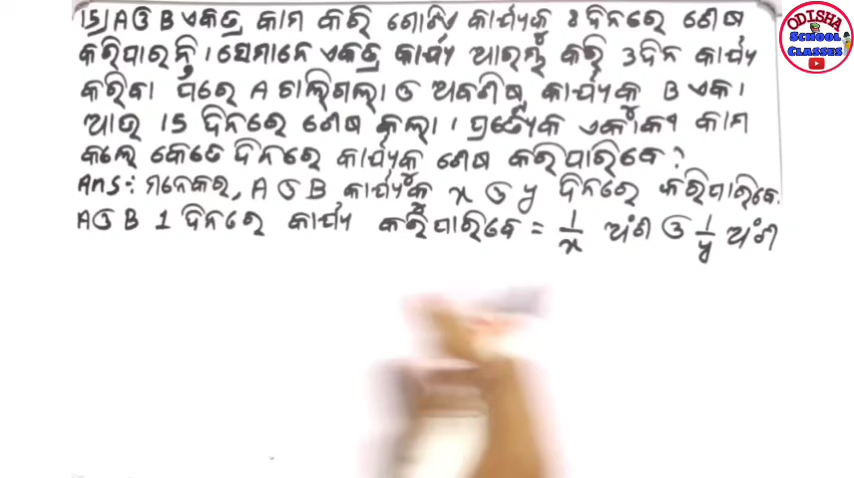 15) A ଓ B ଏକତ୍ର କାମ କରି ଗୋଟିଏ କାର୍ଯ୍ୟକୁ 8 ଦିନରେ ଶେଷ
କରିପାରନ୍ତି। ସେମାନେ ଏକତ୍ର କାର୍ଯ୍ୟ ଆରମ୍ଭ କରି 3 ଦିନ କାର୍ଯ୍ୟ
କରିବା ପରେ A ଚାଲିଗଲା ଓ ଅବଶିଷ୍ଟ କାର୍ଯ୍ୟକୁ B ଏକା
ଆଉ 15 ଦିନରେ ଶେଷ କଲା। ପ୍ରତ୍ୟେକ ଏକାକୀ କାମ
କଲେ କେତେ ଦିନରେ କାର୍ଯ୍ୟକୁ ଶେଷ କରିପାରିବେ?
Ans:- ମନେକର, A ଓ B କାର୍ଯ୍ୟକୁ x ଓ y ଦିନରେ କରିପାରିବେ.
A ଓ B 1 ଦିନରେ କାର୍ଯ୍ୟ କରିପାରିବେ = 1/x ଅଂଶ ଓ 1/y ଅଂଶ
ODISHA
SCHOOL
CLASSES